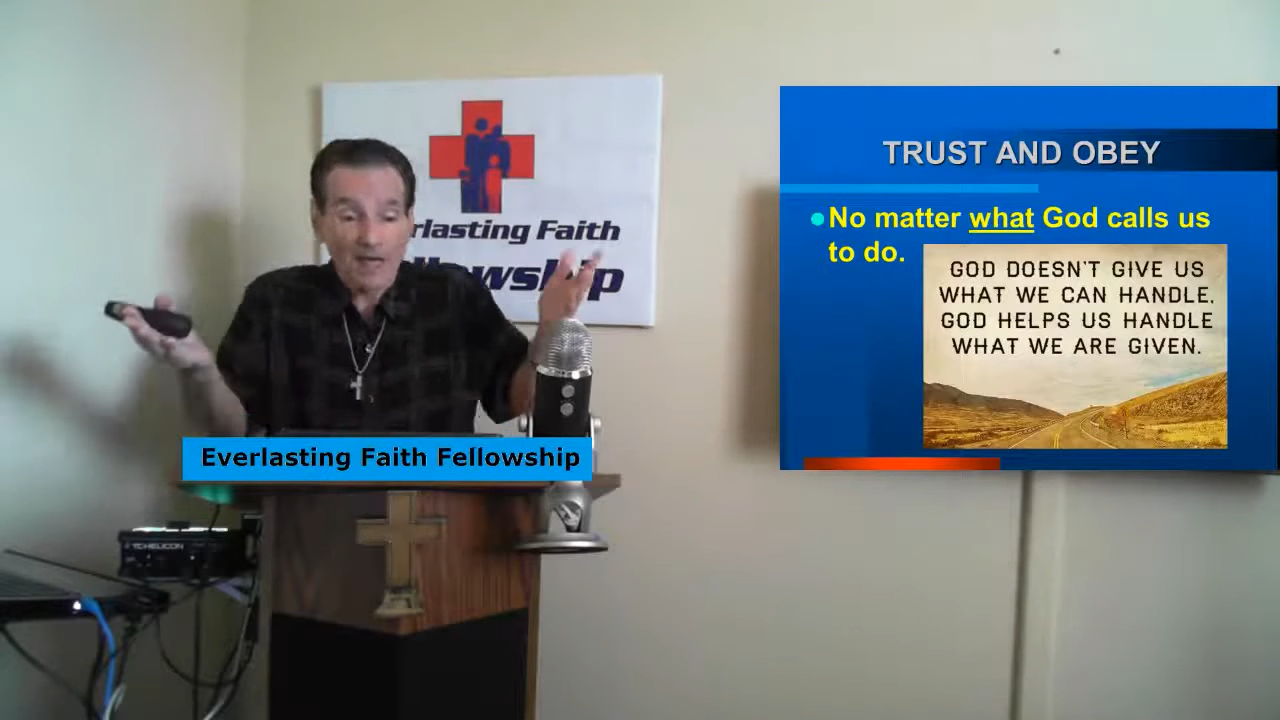 rlasting Faith
llowship
TRUST AND OBEY
No matter what God calls us
to do.
GOD DOESN'T GIVE US
WHAT WE CAN HANDLE.
GOD HELPS US HANDLE
WHAT WE ARE GIVEN.
Everlasting Faith Fellowship
TCHELICON